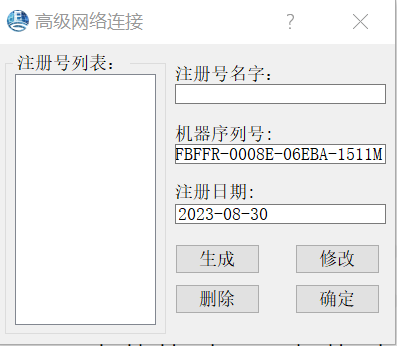 高级网络连接
注册号列表：
注册号名字：
机器序列号:
FBFFR-0008E-06EBA-1511M
注册日期:
2023-08-30
生成
修改
删除
确定